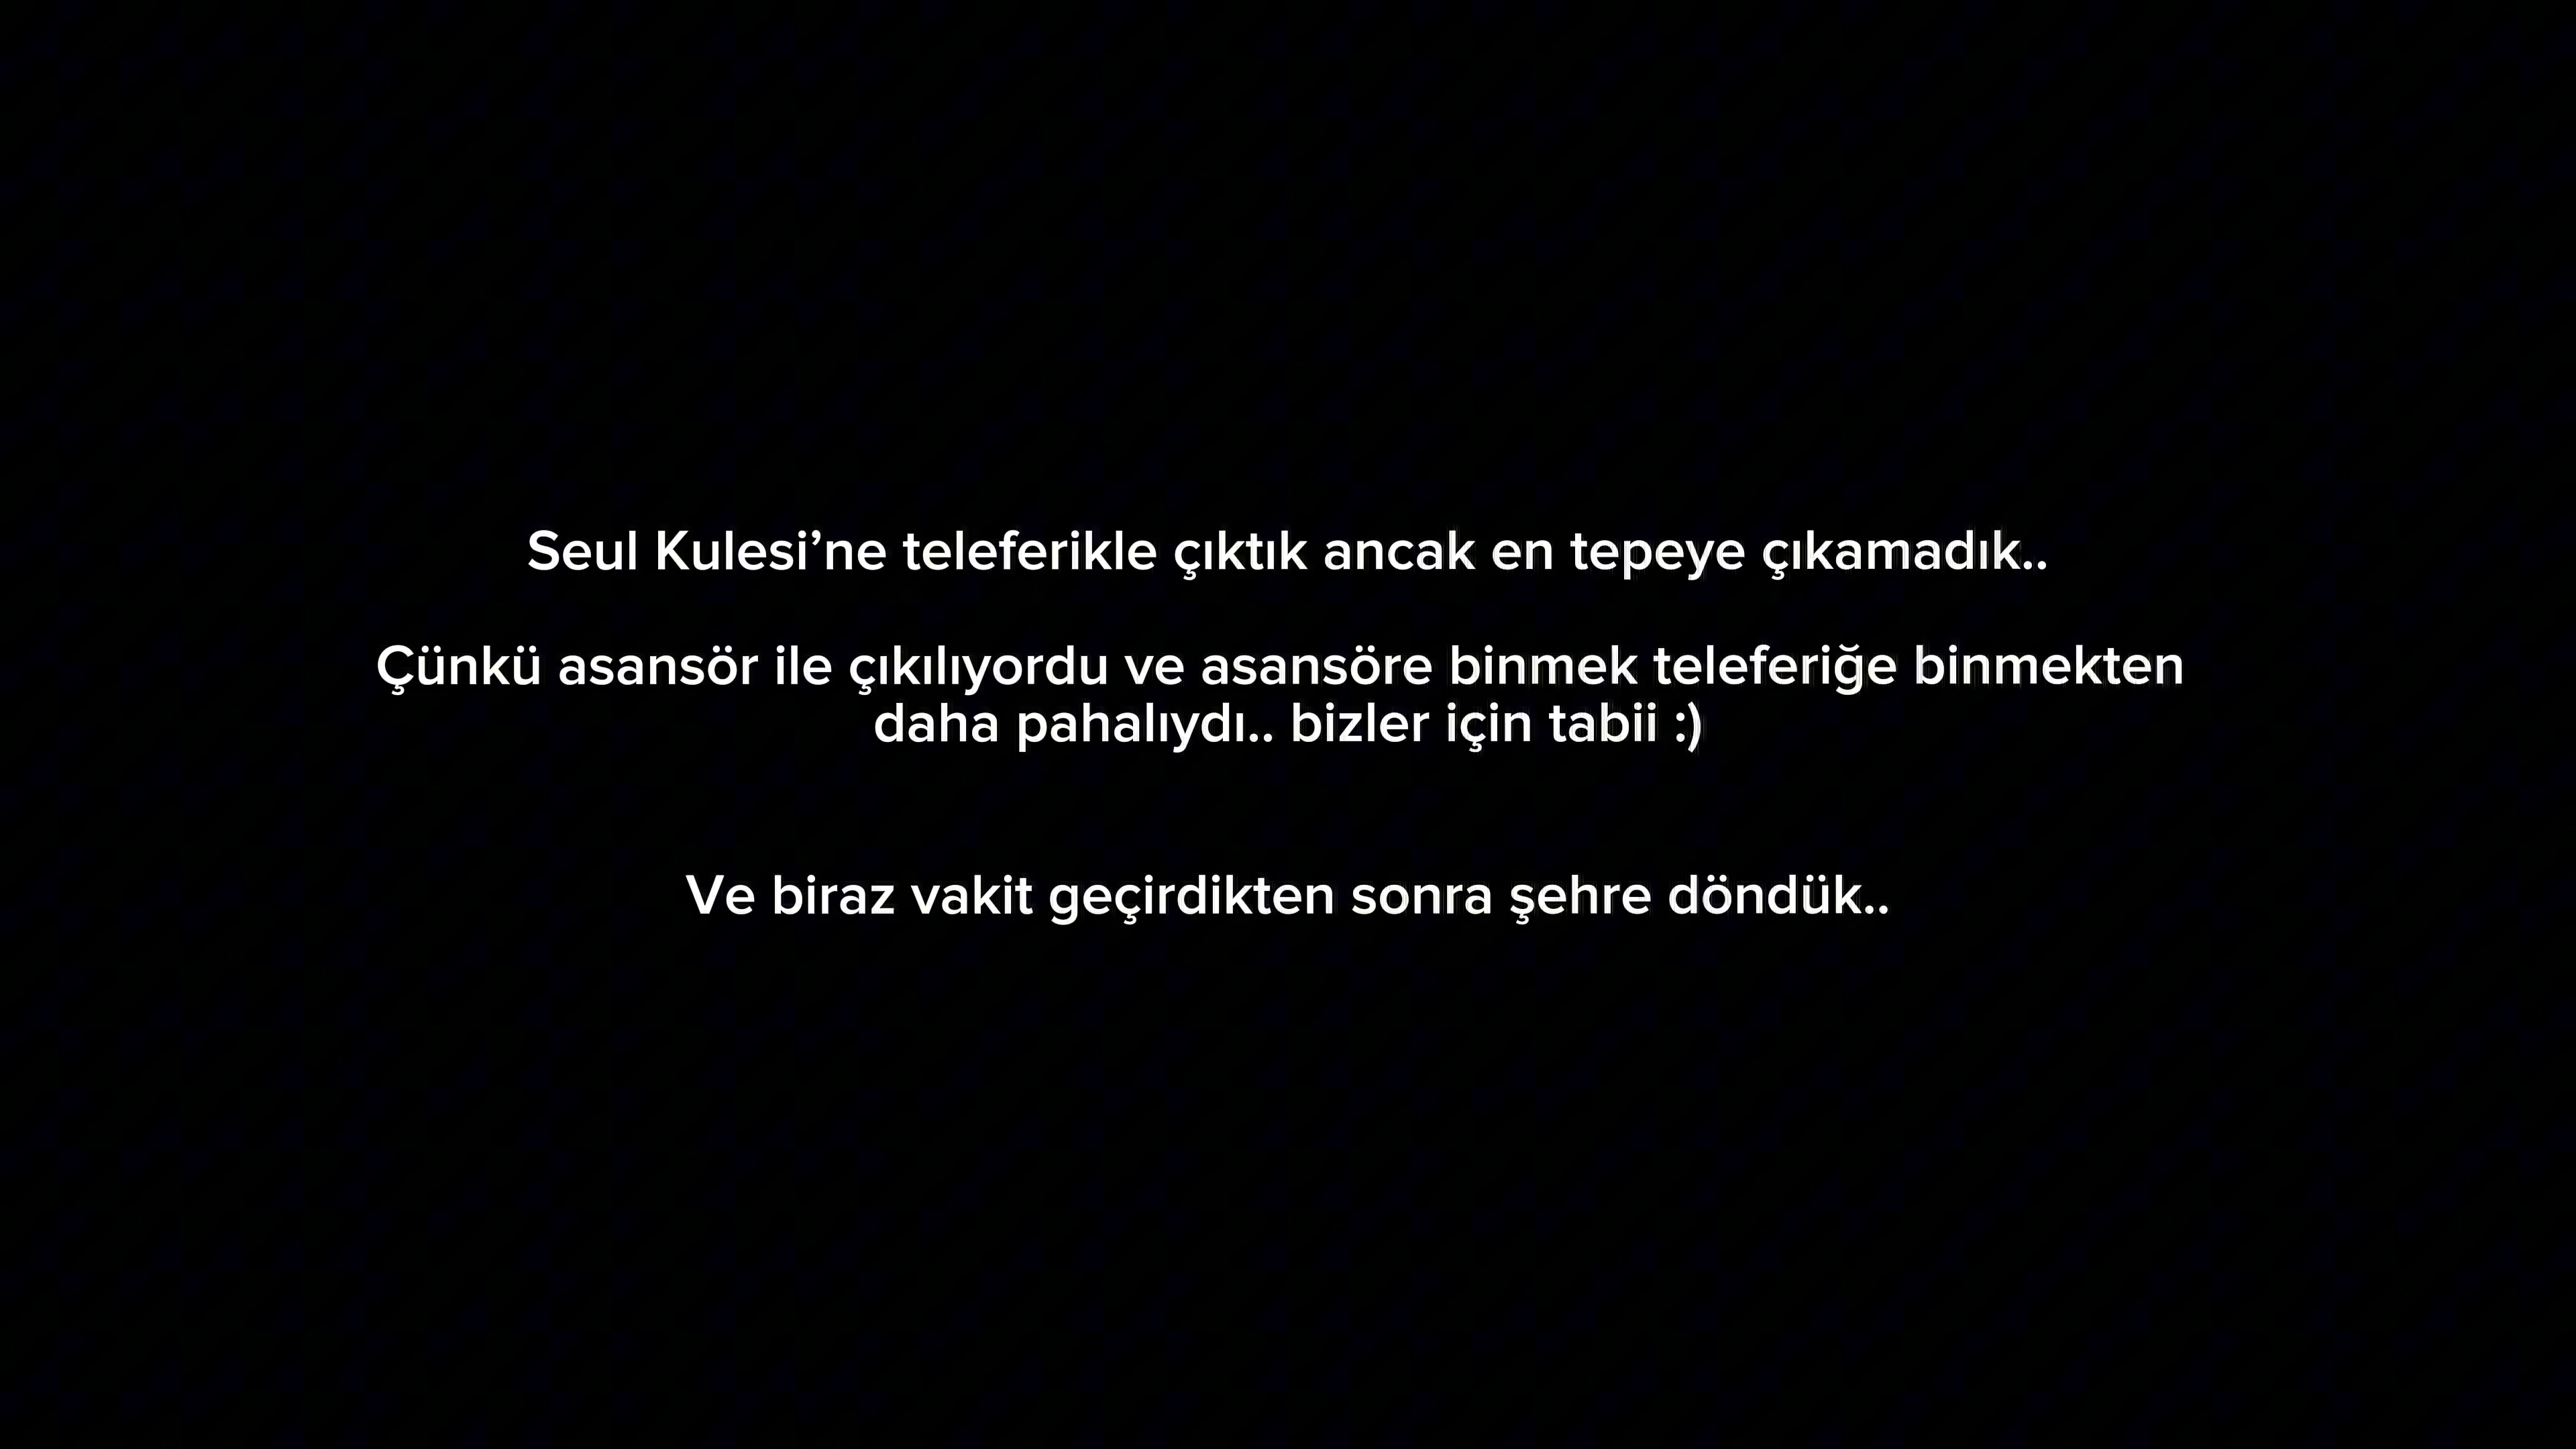 Seul Kulesi’ne teleferikle çıktık ancak en tepeye çıkamadık..
Çünkü asansör ile çıkılıyordu ve asansöre binmek teleferiğe binmekten
daha pahalıydı.. bizler için tabii :)
Ve biraz vakit geçirdikten sonra şehre döndük..